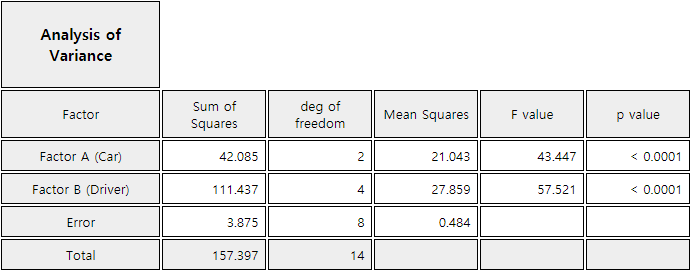 Analysis of
Variance
Factor Sum of Squares deg of freedom Mean Squares F value p value
Factor A (Car) 42.085 2 21.043 43.447 < 0.0001
Factor B (Driver) 111.437 4 27.859 57.521 < 0.0001
Error 3.875 8 0.484
Total 157.397 14